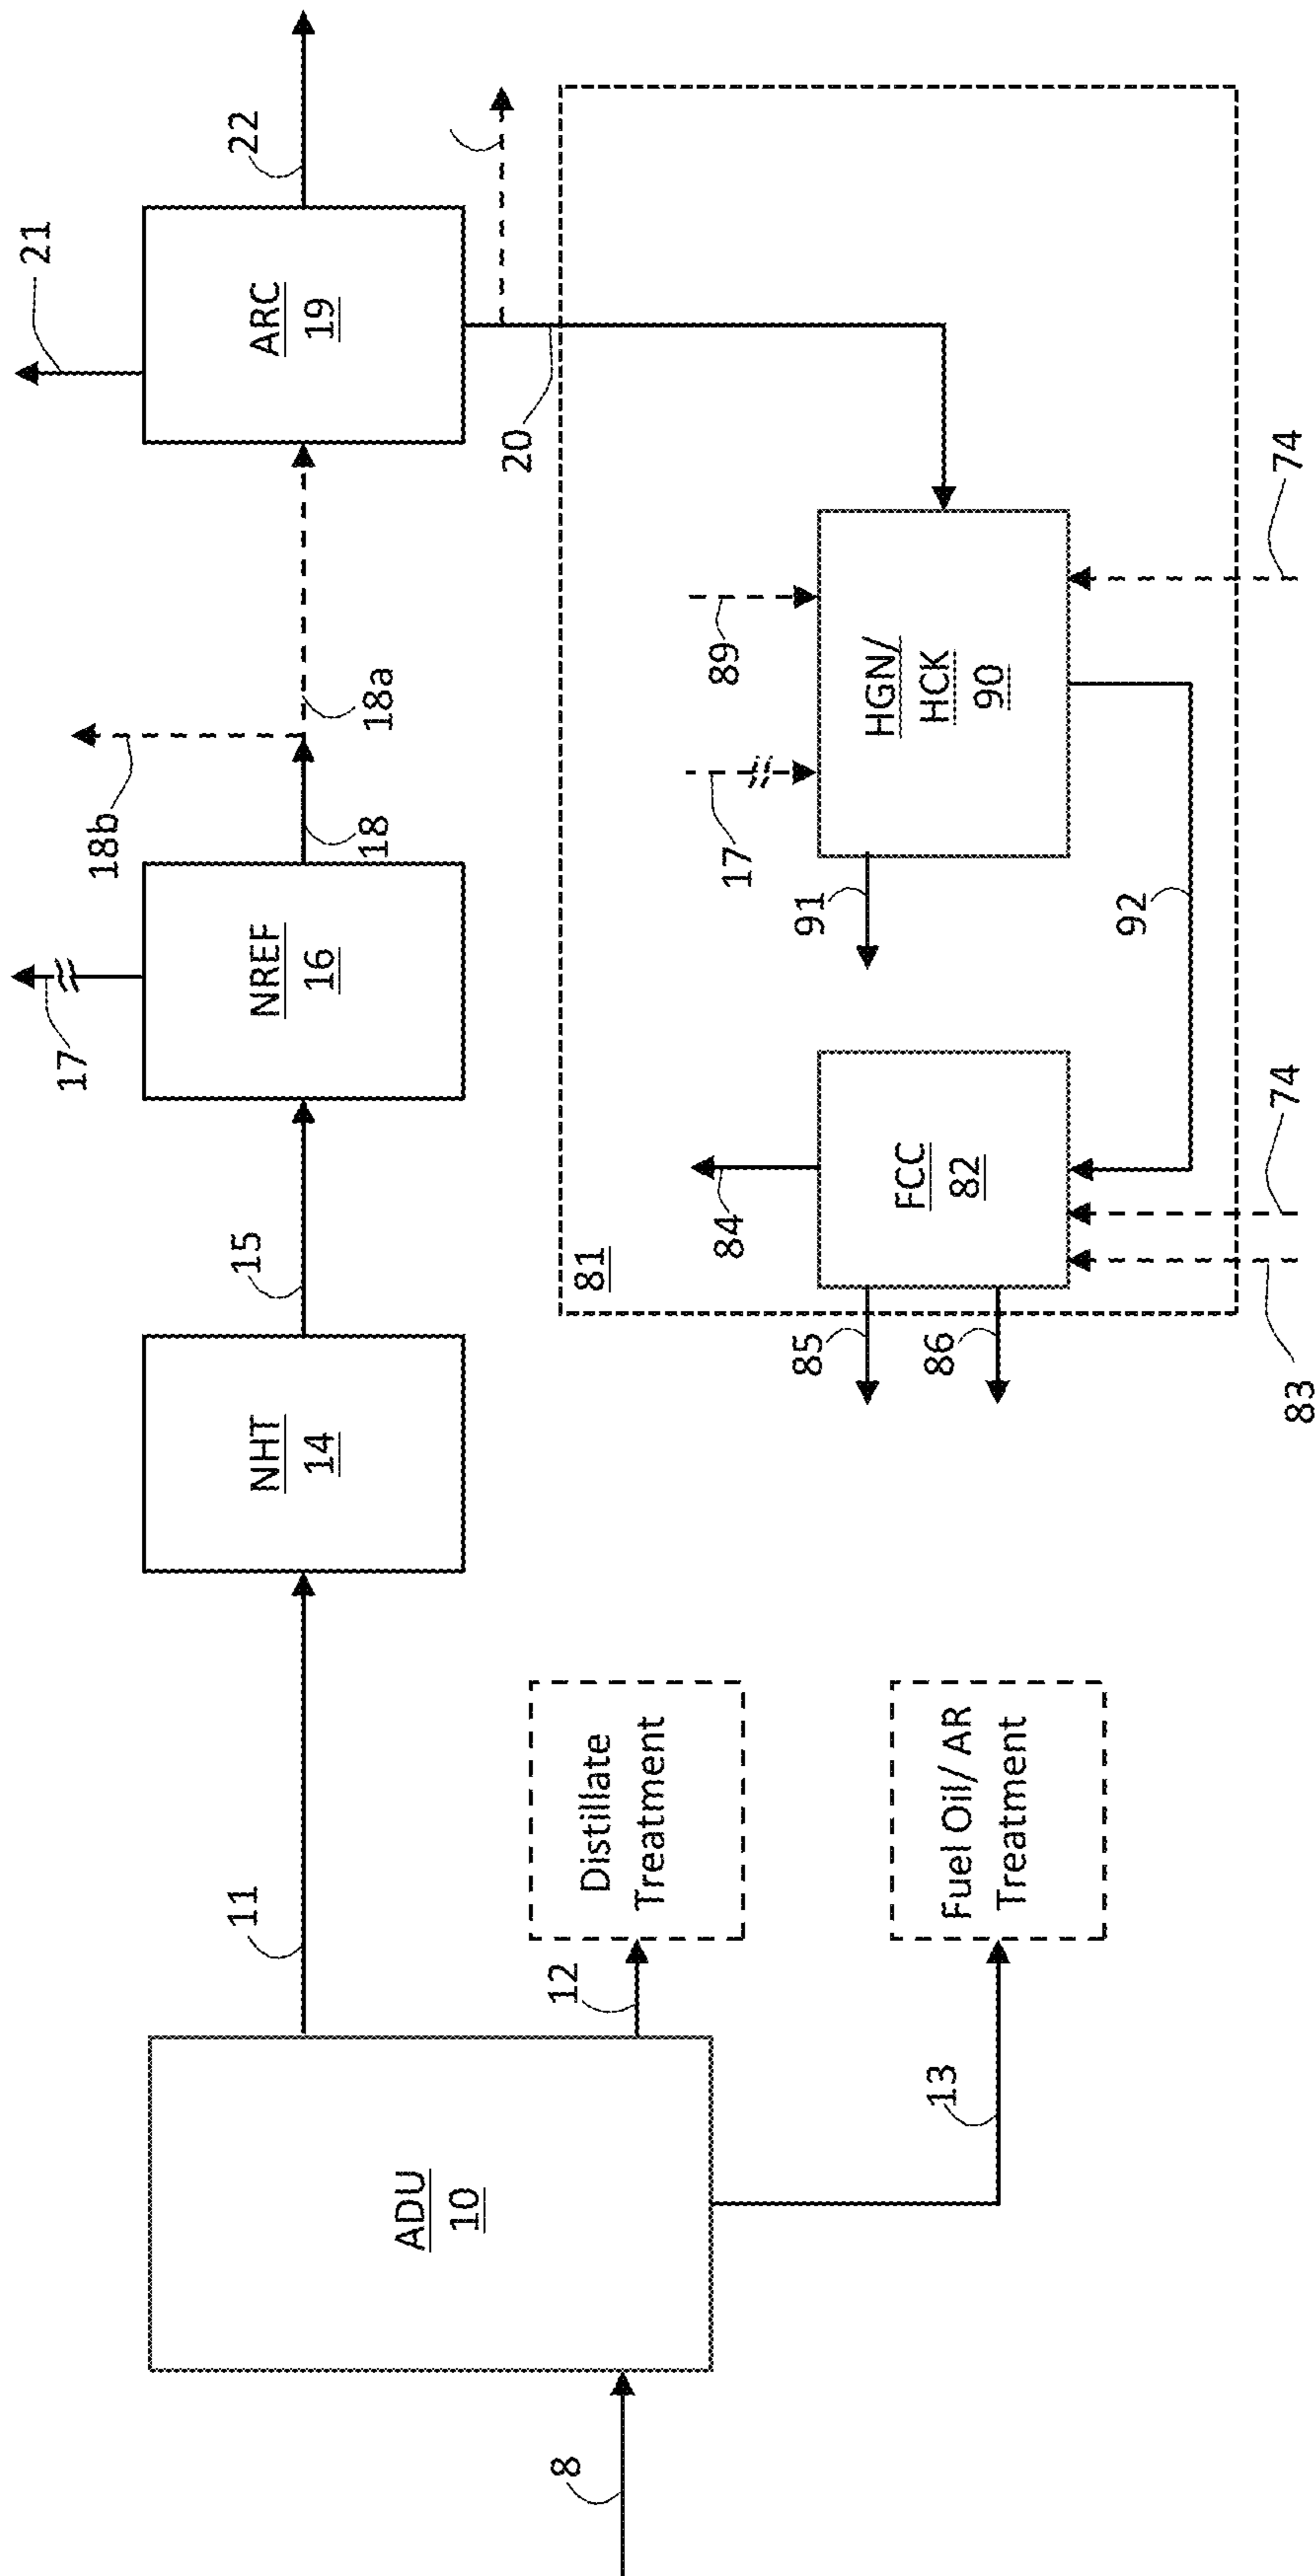 8
ADU
10
11
12
13
Distillate
Treatment
Fuel Oil/ AR
Treatment
NHT
14
15
NREF
16
17
18
18a
18b
ARC
19
20
21
22
81
FCC
82
83
74
84
85
86
HGN/
HCK
90
17
89
74
91
92